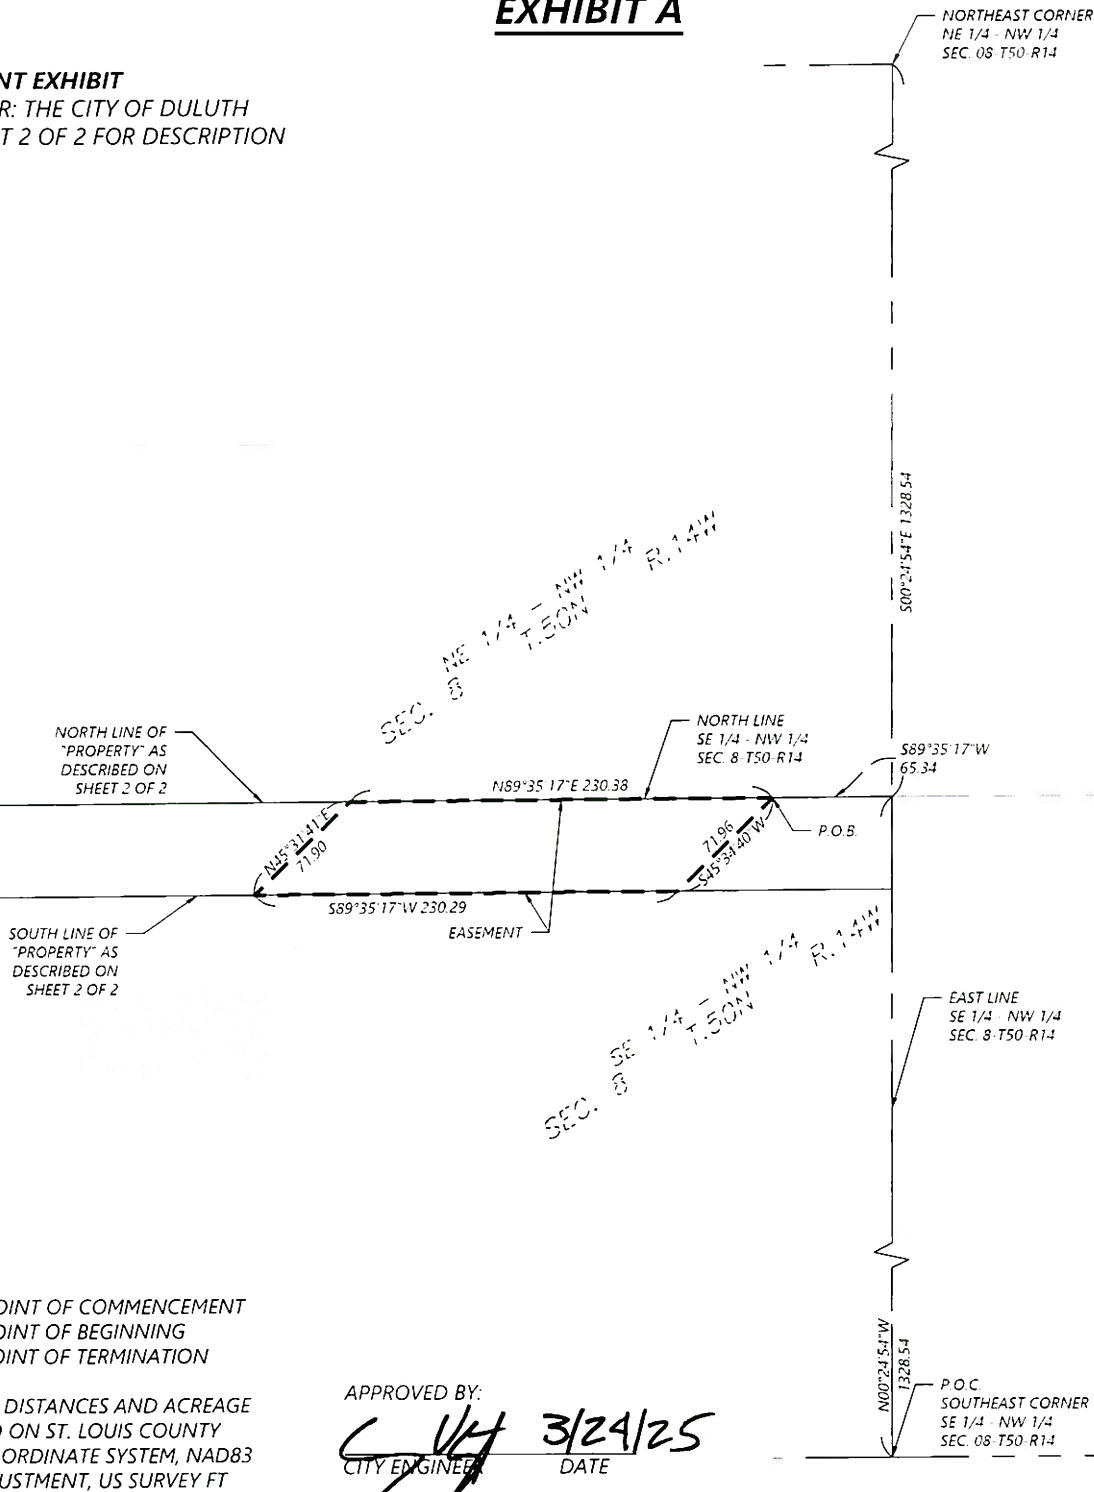 EXHIBIT A
NORTHEAST CORNER
NE 1/4 - NW 1/4
SEC. 08-T50-R14
NT EXHIBIT
R: THE CITY OF DULUTH
T 2 OF 2 FOR DESCRIPTION
S00°24'54"E 1328.54
NE 1/4 - NW 1/4
SEC. 8 T.50N R.14W
NORTH LINE OF
"PROPERTY" AS
DESCRIBED ON
SHEET 2 OF 2
NORTH LINE
SE 1/4 - NW 1/4
SEC. 8-T50-R14
S89°35'17"W
65.34
N89°35'17"E 230.38
P.O.B.
N45°31'41"E
71.90
71.96
S45°34'40"W
S89°35'17"W 230.29
EASEMENT
SOUTH LINE OF
"PROPERTY" AS
DESCRIBED ON
SHEET 2 OF 2
SE 1/4 - NW 1/4
SEC. 8 T.50N R.14W
EAST LINE
SE 1/4 - NW 1/4
SEC. 8-T50-R14
OINT OF COMMENCEMENT
OINT OF BEGINNING
OINT OF TERMINATION
DISTANCES AND ACREAGE
D ON ST. LOUIS COUNTY
ORDINATE SYSTEM, NAD83
USTMENT, US SURVEY FT
APPROVED BY:
3/24/25
CITY ENGINEER DATE
N00°24'54"W
1328.54
P.O.C.
SOUTHEAST CORNER
SE 1/4 - NW 1/4
SEC. 08-T50-R14